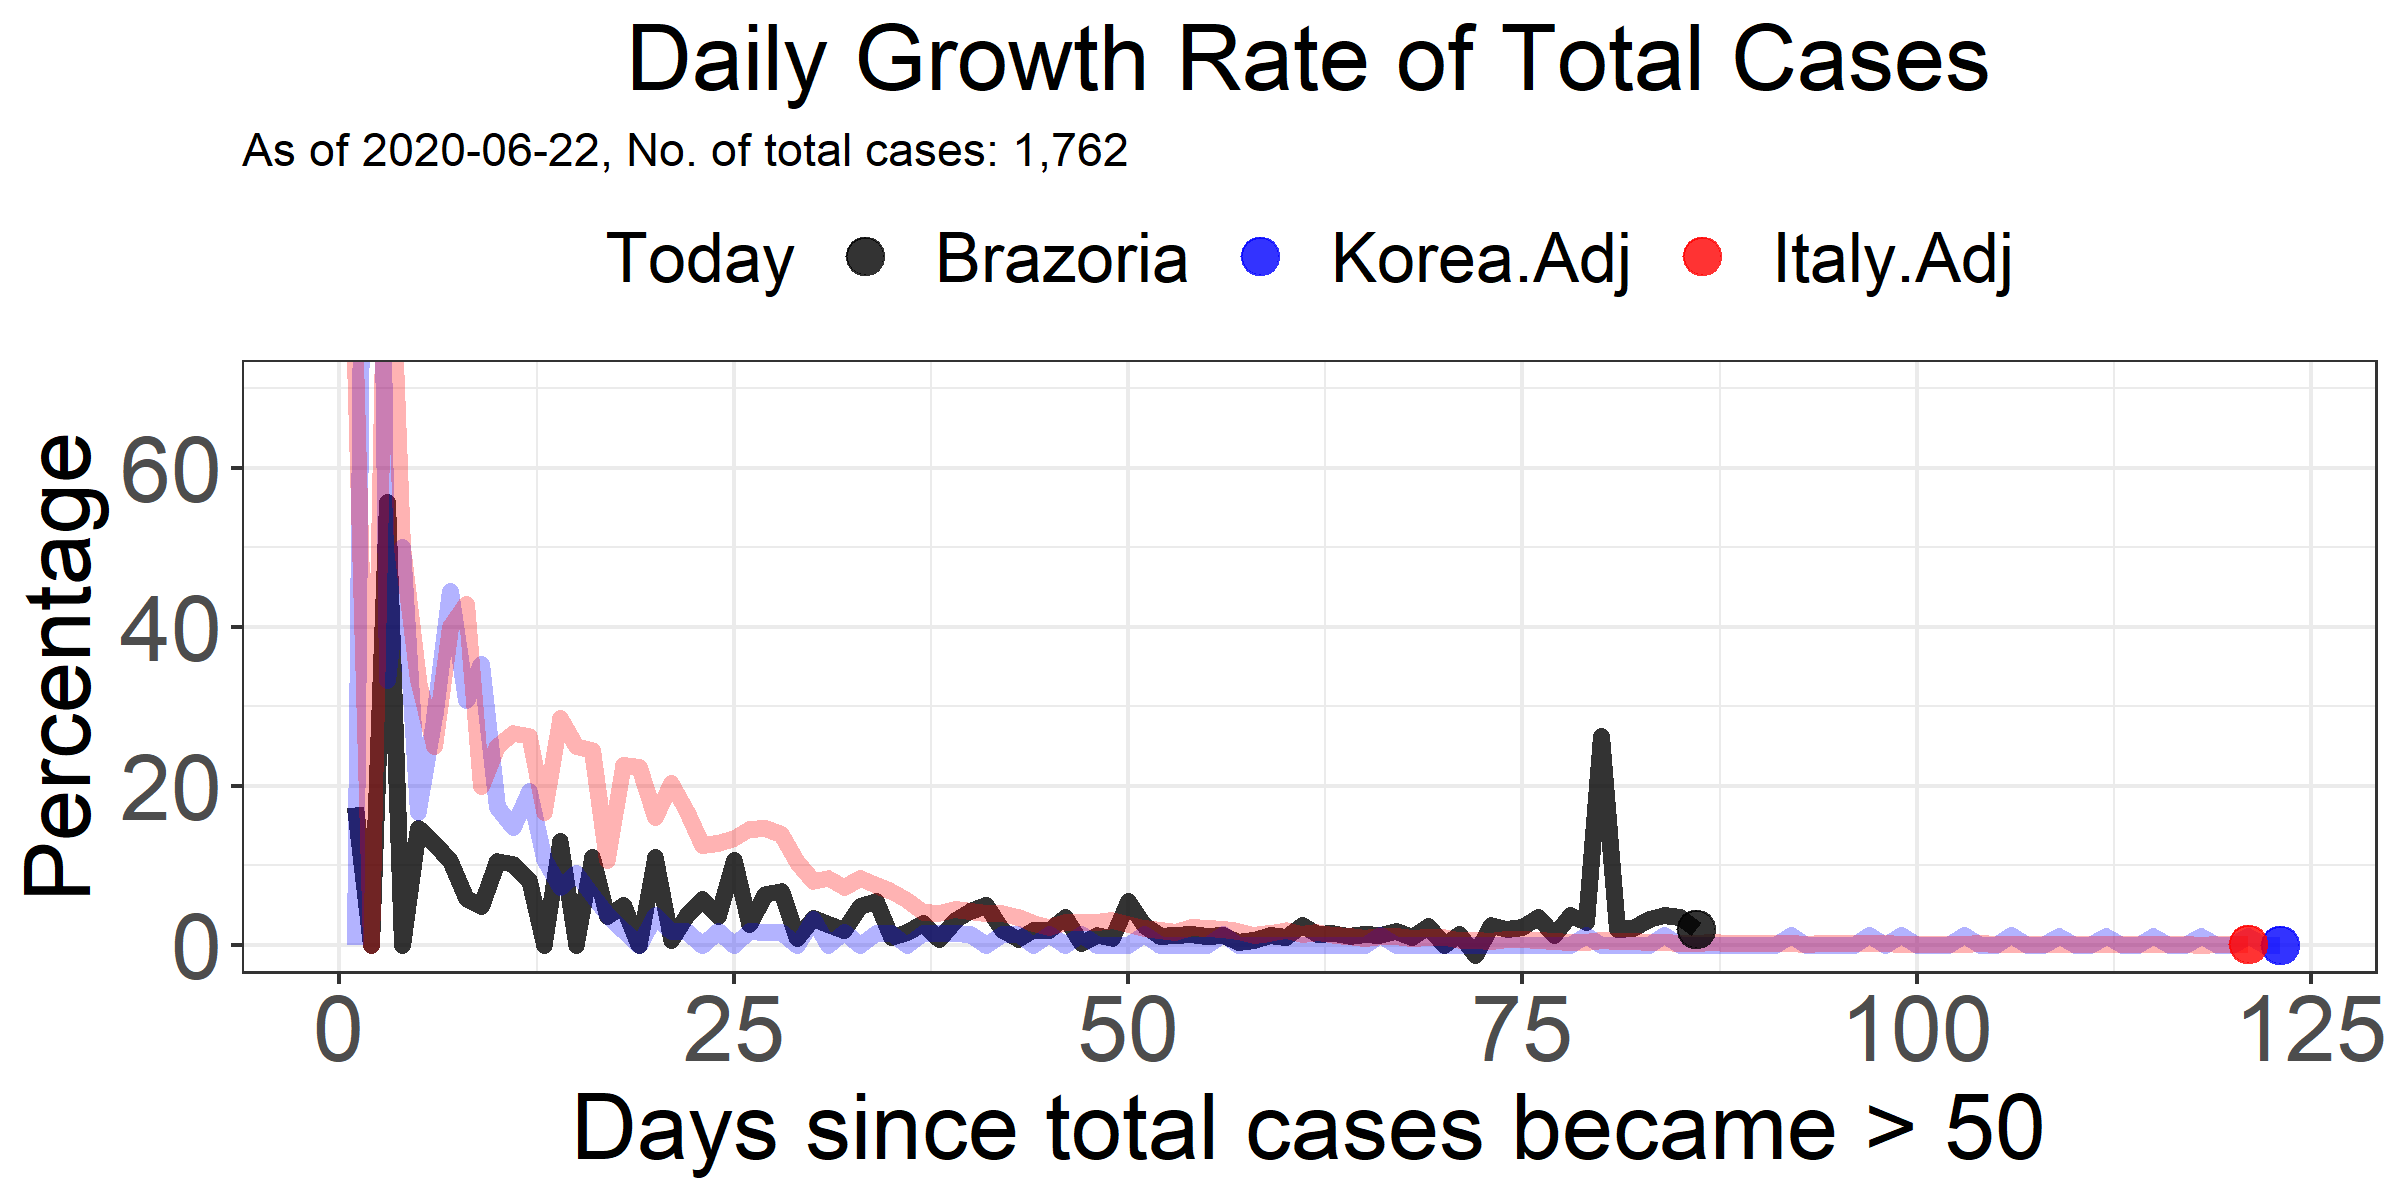 Daily Growth Rate of Total Cases
As of 2020-06-22, No. of total cases: 1,762
Today Brazoria Korea.Adj Italy.Adj
Percentage
60
40
20
0
0 25 50 75 100 125
Days since total cases became > 50